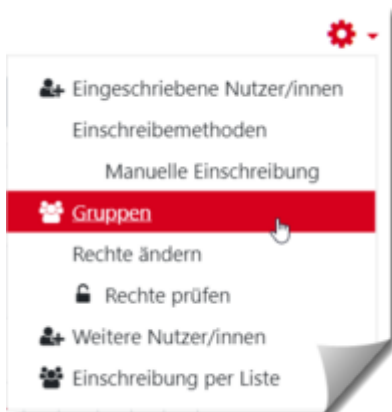 Eingeschriebene Nutzer/innen
Einschreibemethoden
Manuelle Einschreibung
Gruppen
Rechte ändern
Rechte prüfen
Weitere Nutzer/innen
Einschreibung per Liste